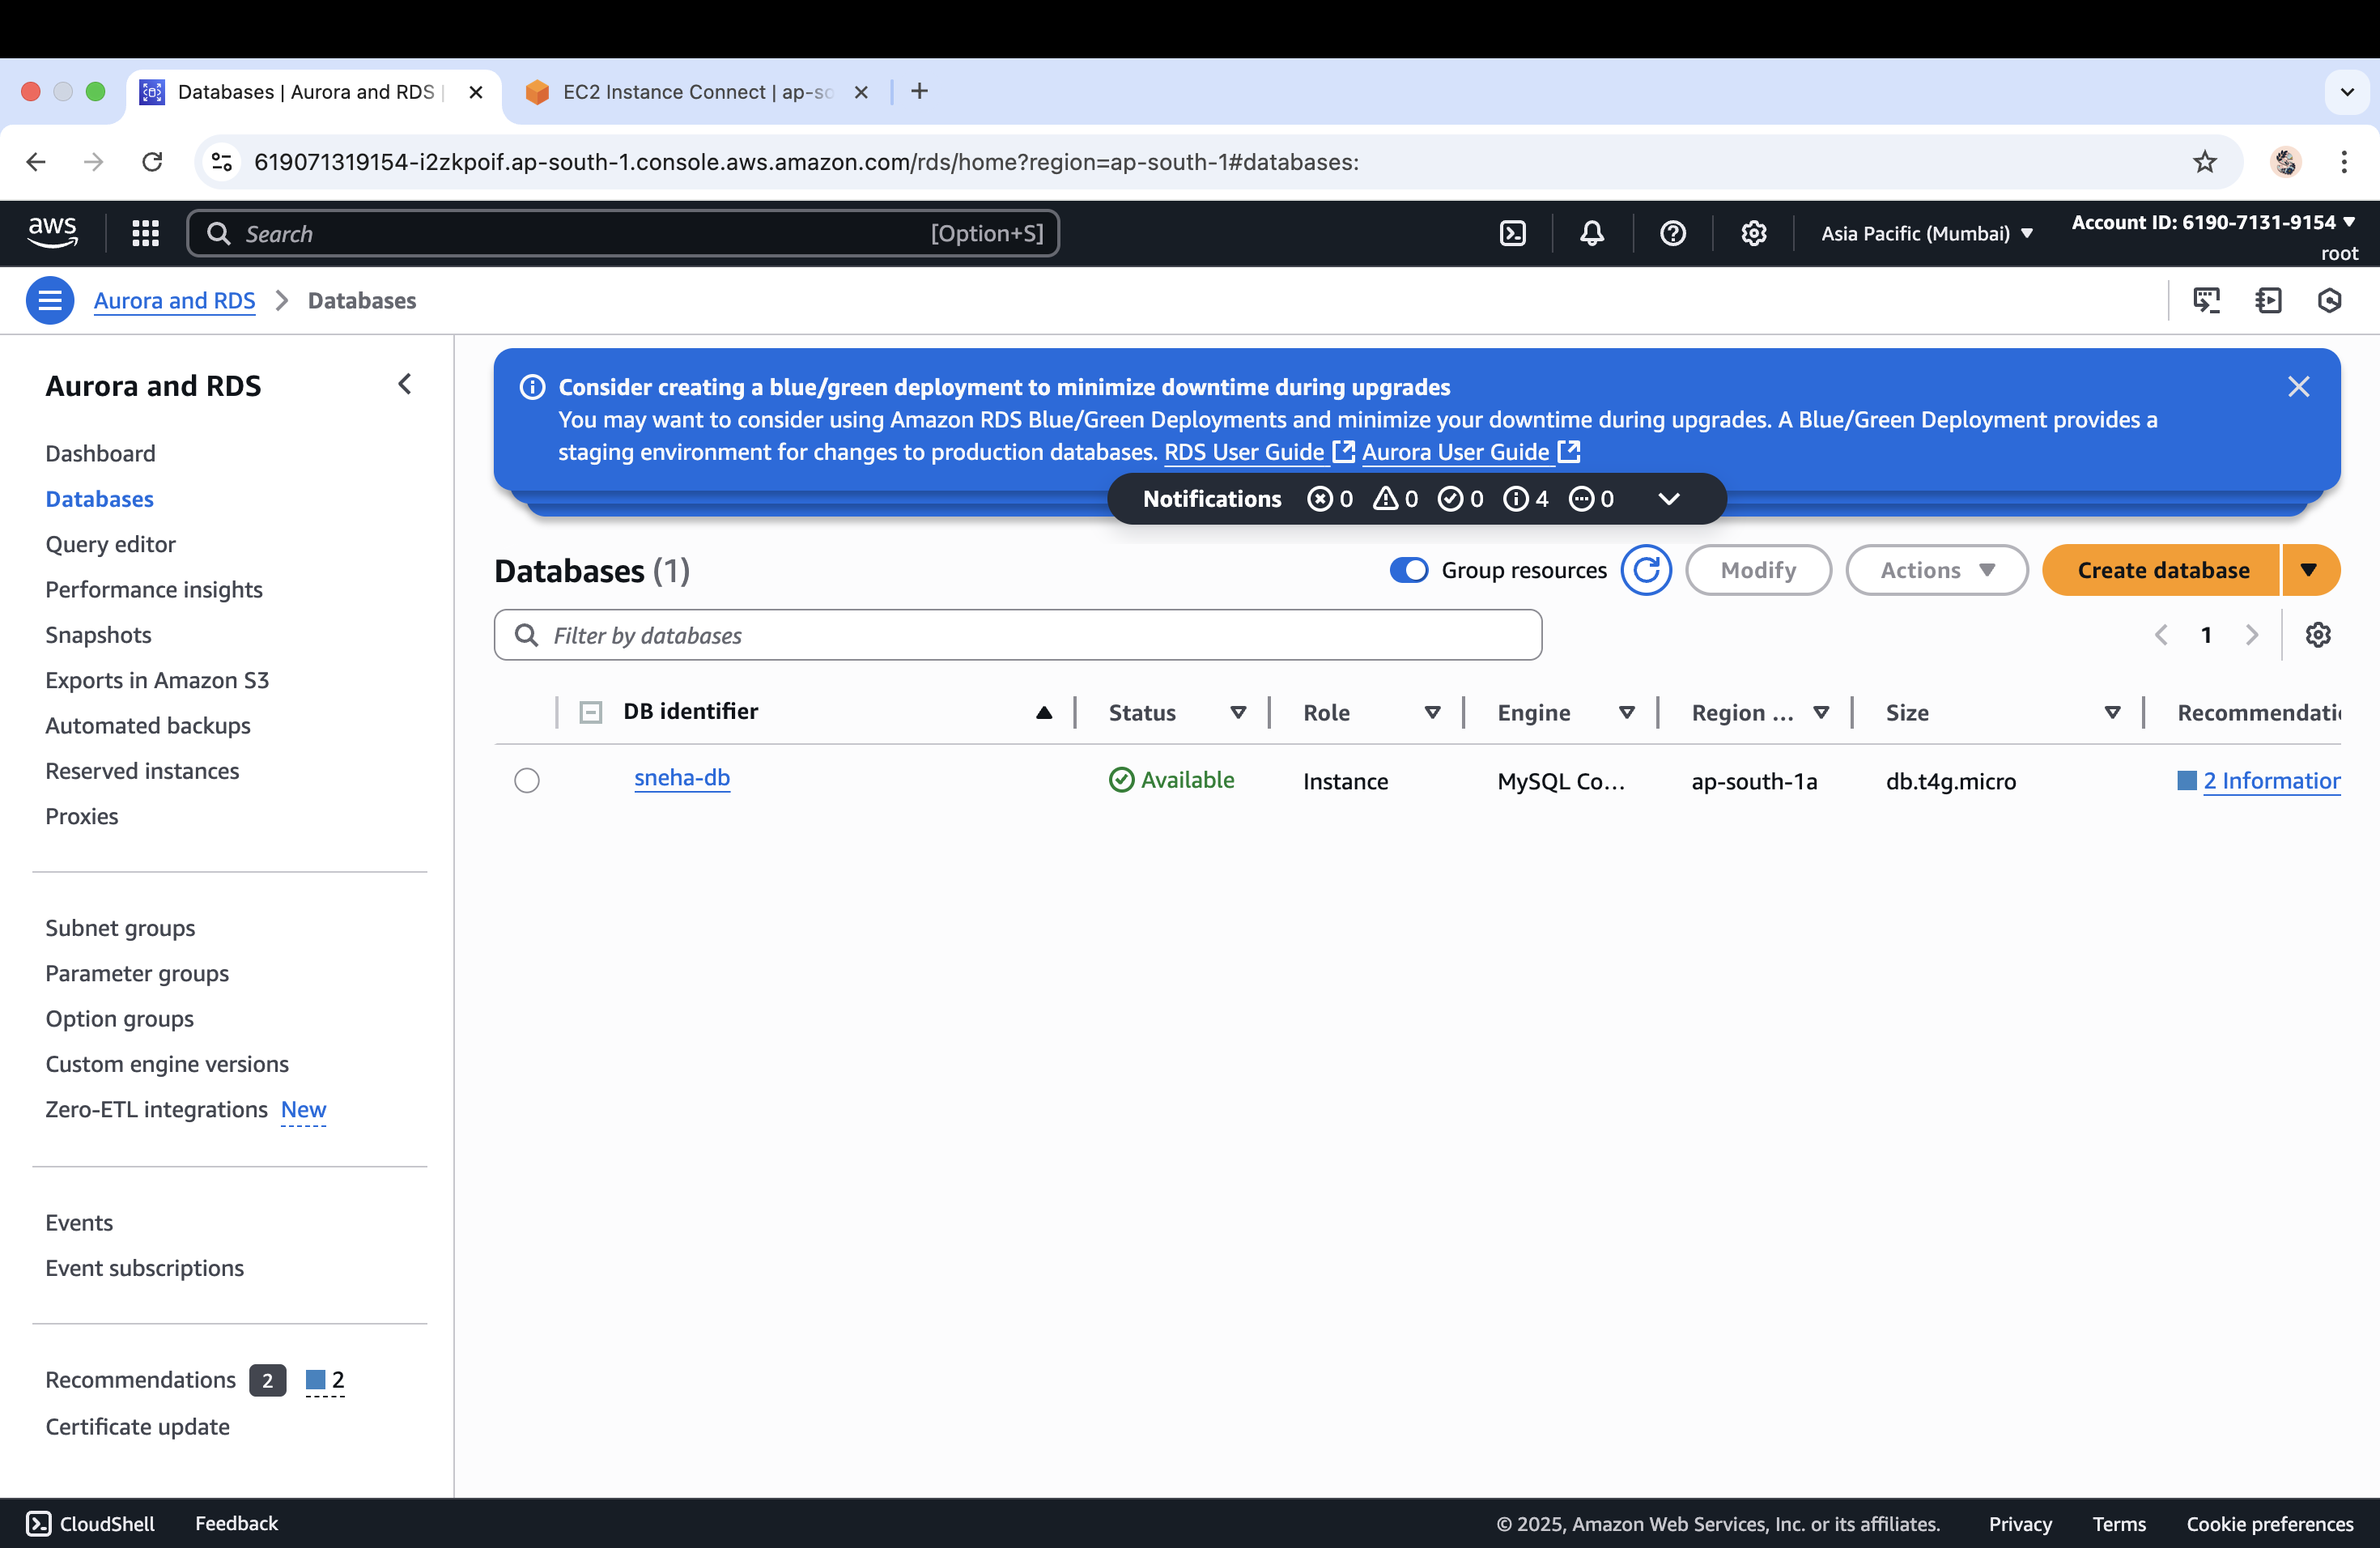 Databases | Aurora and RDS
EC2 Instance Connect | ap-so
619071319154-i2zkpoif.ap-south-1.console.aws.amazon.com/rds/home?region=ap-south-1#databases:
aws
Search
[Option+S]
Asia Pacific (Mumbai)
Account ID: 6190-7131-9154
root
Aurora and RDS
Databases
Aurora and RDS
Dashboard
Databases
Query editor
Performance insights
Snapshots
Exports in Amazon S3
Automated backups
Reserved instances
Proxies
Subnet groups
Parameter groups
Option groups
Custom engine versions
Zero-ETL integrations New
Events
Event subscriptions
Recommendations 2 2
Certificate update
Consider creating a blue/green deployment to minimize downtime during upgrades
You may want to consider using Amazon RDS Blue/Green Deployments and minimize your downtime during upgrades. A Blue/Green Deployment provides a
staging environment for changes to production databases. RDS User Guide Aurora User Guide
Notifications 0 0 0 4 0
Databases (1)
Group resources
Modify
Actions
Create database
Filter by databases
1
DB identifier Status Role Engine Region ... Size Recommendatio
sneha-db Available Instance MySQL Co... ap-south-1a db.t4g.micro 2 Information
CloudShell Feedback
© 2025, Amazon Web Services, Inc. or its affiliates. Privacy Terms Cookie preferences